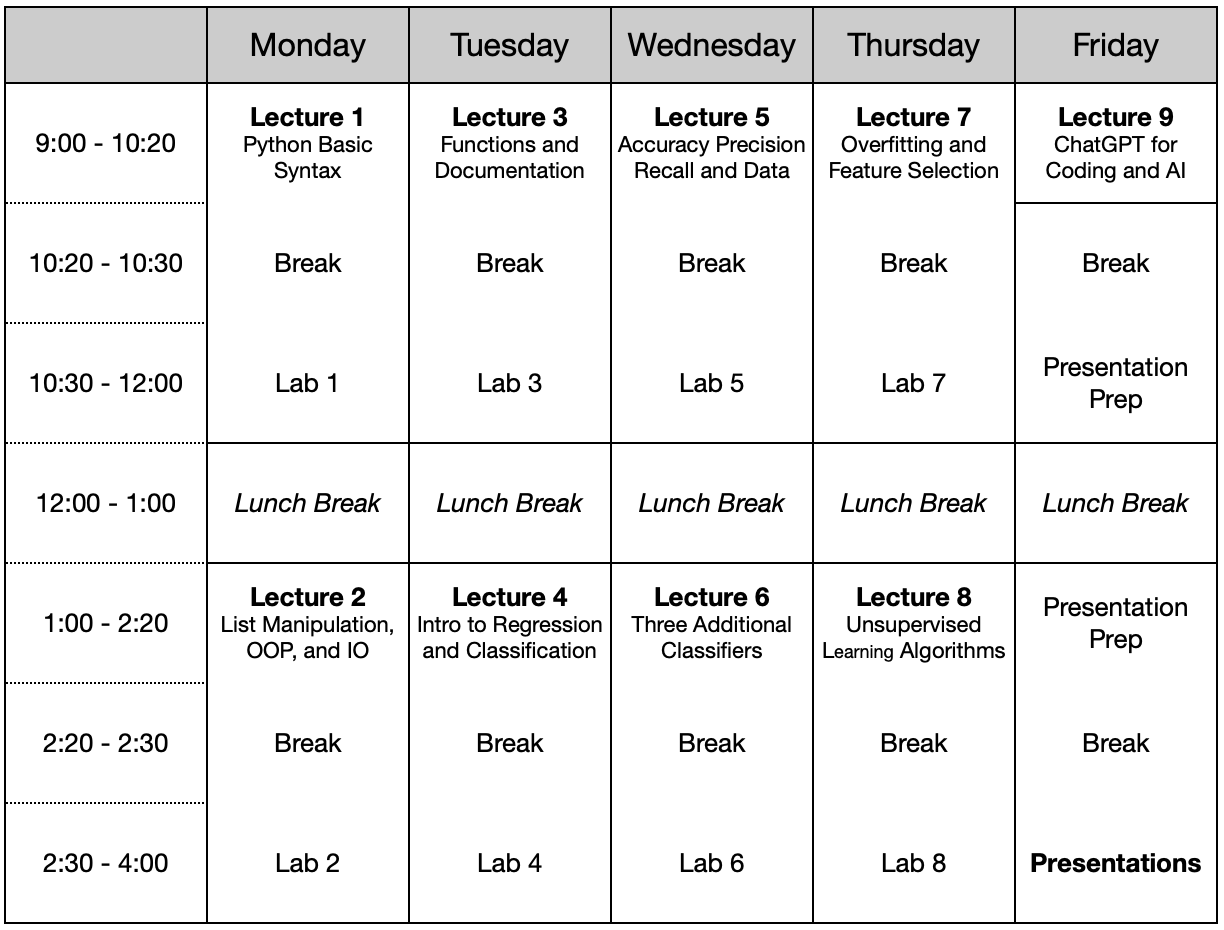 Monday Tuesday Wednesday Thursday Friday
9:00 - 10:20
Lecture 1
Python Basic
Syntax
Lecture 3
Functions and
Documentation
Lecture 5
Accuracy Precision
Recall and Data
Lecture 7
Overfitting and
Feature Selection
Lecture 9
ChatGPT for
Coding and AI
10:20 - 10:30
Break
Break
Break
Break
Break
10:30 - 12:00
Lab 1
Lab 3
Lab 5
Lab 7
Presentation
Prep
12:00 - 1:00
Lunch Break
Lunch Break
Lunch Break
Lunch Break
Lunch Break
1:00 - 2:20
Lecture 2
List Manipulation,
OOP, and IO
Lecture 4
Intro to Regression
and Classification
Lecture 6
Three Additional
Classifiers
Lecture 8
Unsupervised
Learning Algorithms
Presentation
Prep
2:20 - 2:30
Break
Break
Break
Break
Break
2:30 - 4:00
Lab 2
Lab 4
Lab 6
Lab 8
Presentations